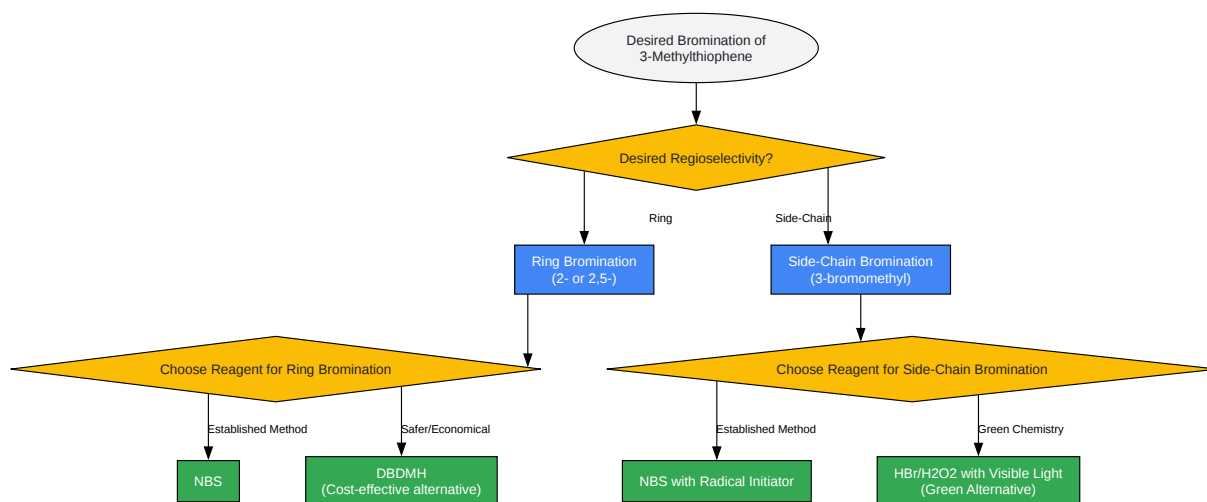 Desired Bromination of
3-Methylthiophene
Desired Regioselectivity?
Ring
Side-Chain
Ring Bromination
(2- or 2,5-)
Side-Chain Bromination
(3-bromomethyl)
Choose Reagent for Ring Bromination
Choose Reagent for Side-Chain Bromination
Established Method
Safer/Economical
Established Method
Green Chemistry
NBS
DBDMH
(Cost-effective alternative)
NBS with Radical Initiator
HBr/H2O2 with Visible Light
(Green Alternative)